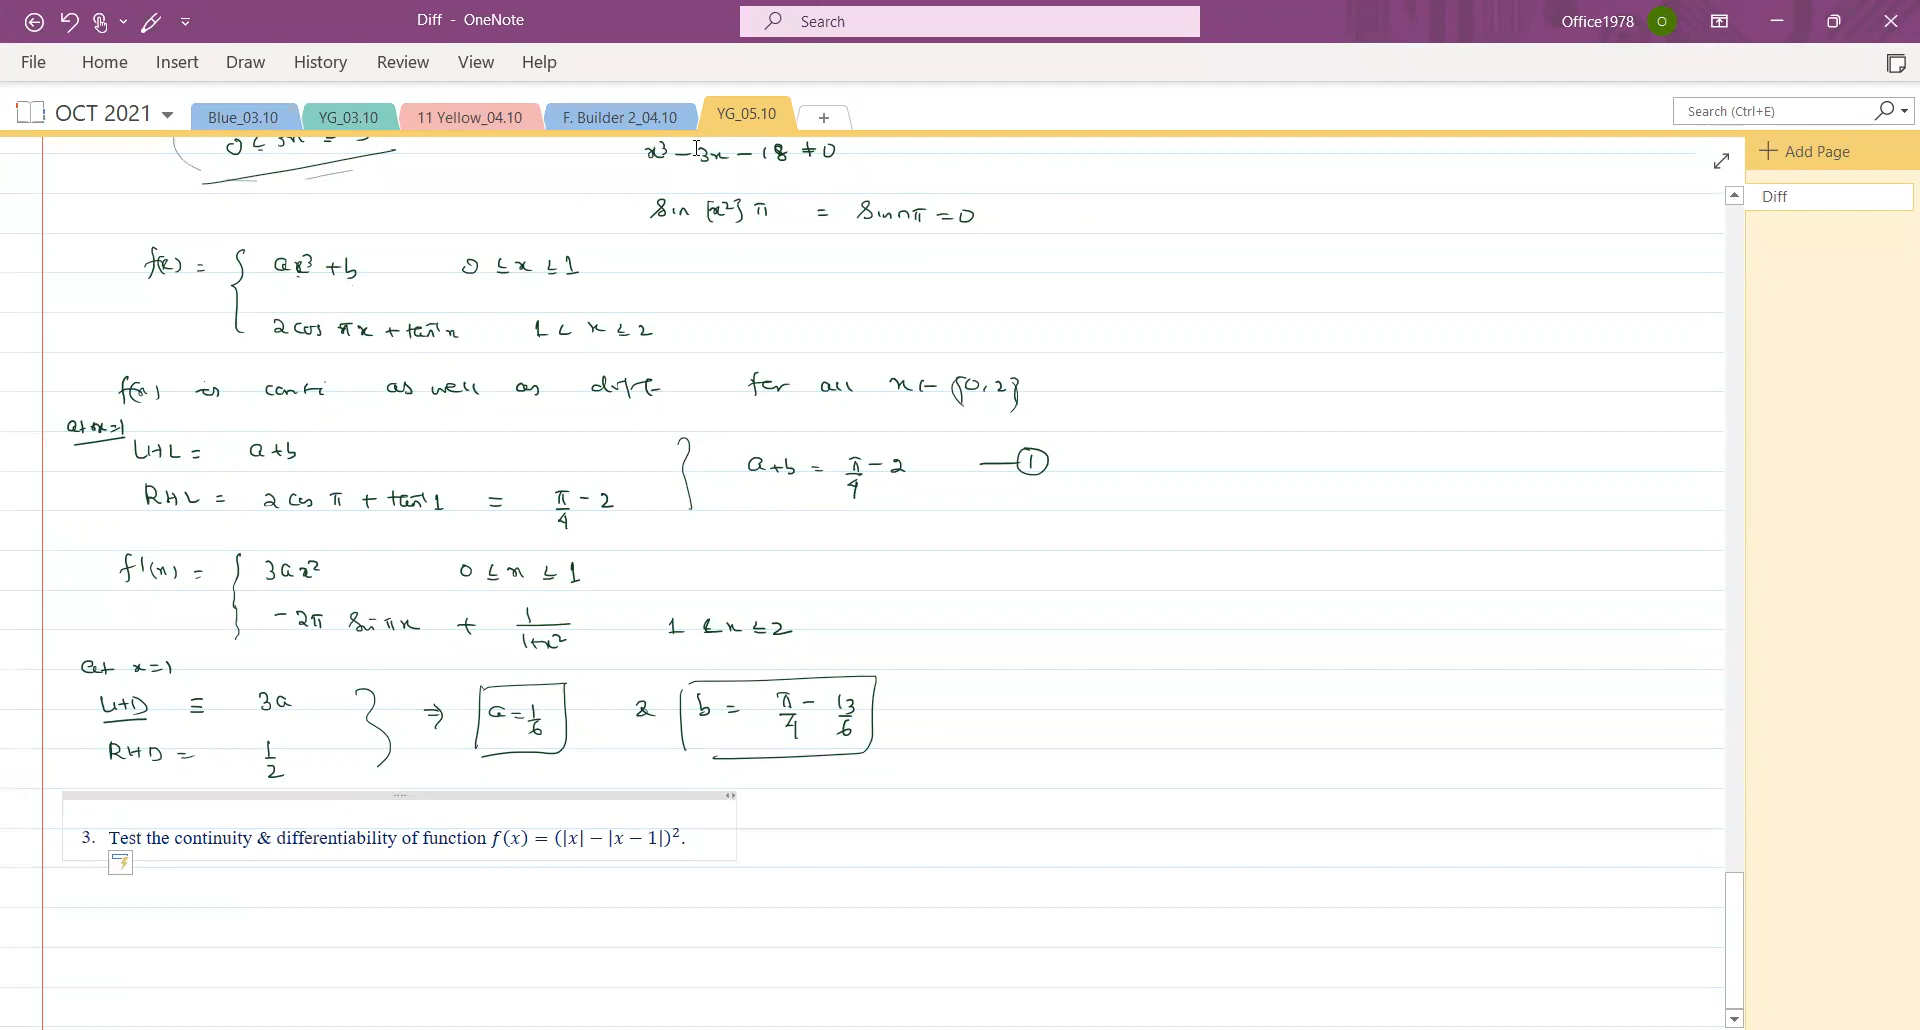 Diff - OneNote
Search
Office1978
O
File Home Insert Draw History Review View Help
OCT 2021
Blue_03.10
YG_03.10
11 Yellow_04.10
F. Builder 2_04.10
YG_05.10
+
Search (Ctrl+E)
Add Page
Diff
x³ - 3x - 18 ≠ 0
Sin [x²] π = Sin nπ = 0
f(x) = { ax³ + b 0 ≤ x ≤ 1
2 cos πx + tan⁻¹x 1 < x ≤ 2
f(x) is conti as well as diff for all x ∈ [0, 2]
at x=1
LHL = a+b
RHL = 2 cos π + tan⁻¹1 = π/4 - 2
} a+b = π/4 - 2 — ①
f'(x) = { 3ax² 0 ≤ x ≤ 1
-2π Sin πx + 1/(1+x²) 1 < x ≤ 2
at x=1
LHD ≡ 3a
RHD = 1/2
} ⇒ a = 1/6 & b = π/4 - 13/6
3. Test the continuity & differentiability of function f(x) = (|x| − |x − 1|)².